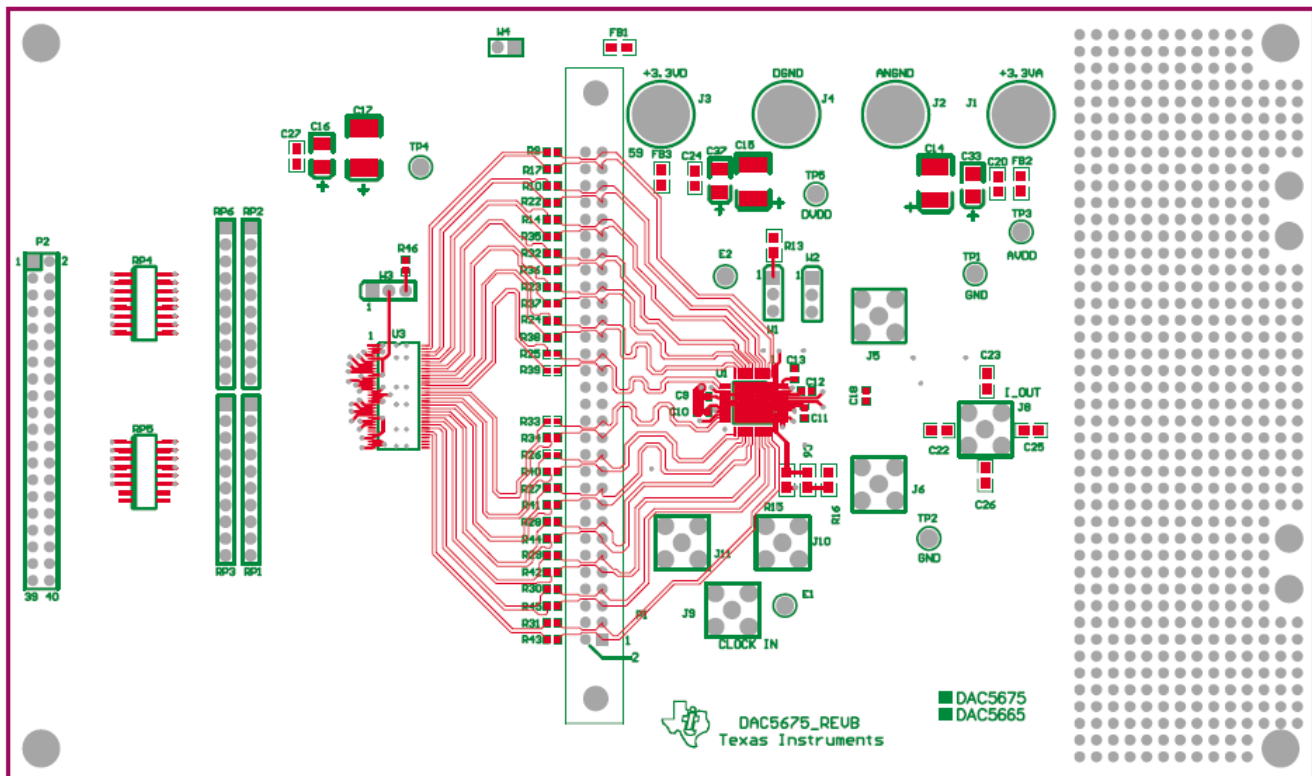 W4
FB1
+3.3VD
DGND
ANGND
+3.3VA
J3
J4
J2
J1
C17
C16
C27
TP4
59
FB3
C24
C37
C15
C14
C33
C20
FB2
TP5
DVDD
TP3
AVDD
TP1
GND
R9
R17
R10
R22
R14
R35
R32
R36
R23
R37
R24
R38
R25
R39
R33
R34
R26
R40
R27
R41
R28
R44
R29
R42
R30
R45
R31
R43
RP6
RP2
P2
1
2
RP4
R46
W3
1
1
U3
E2
R13
W2
1
1
W1
J5
C13
U1
C12
C9
C10
C11
C18
C23
I_OUT
J8
C22
C25
C26
RP5
RP3
RP1
J6
R15
R16
TP2
GND
J11
J10
J9
E1
CLOCK IN
39 40
P1
1
2
DAC5675
DAC5665
DAC5675_REVB
Texas Instruments